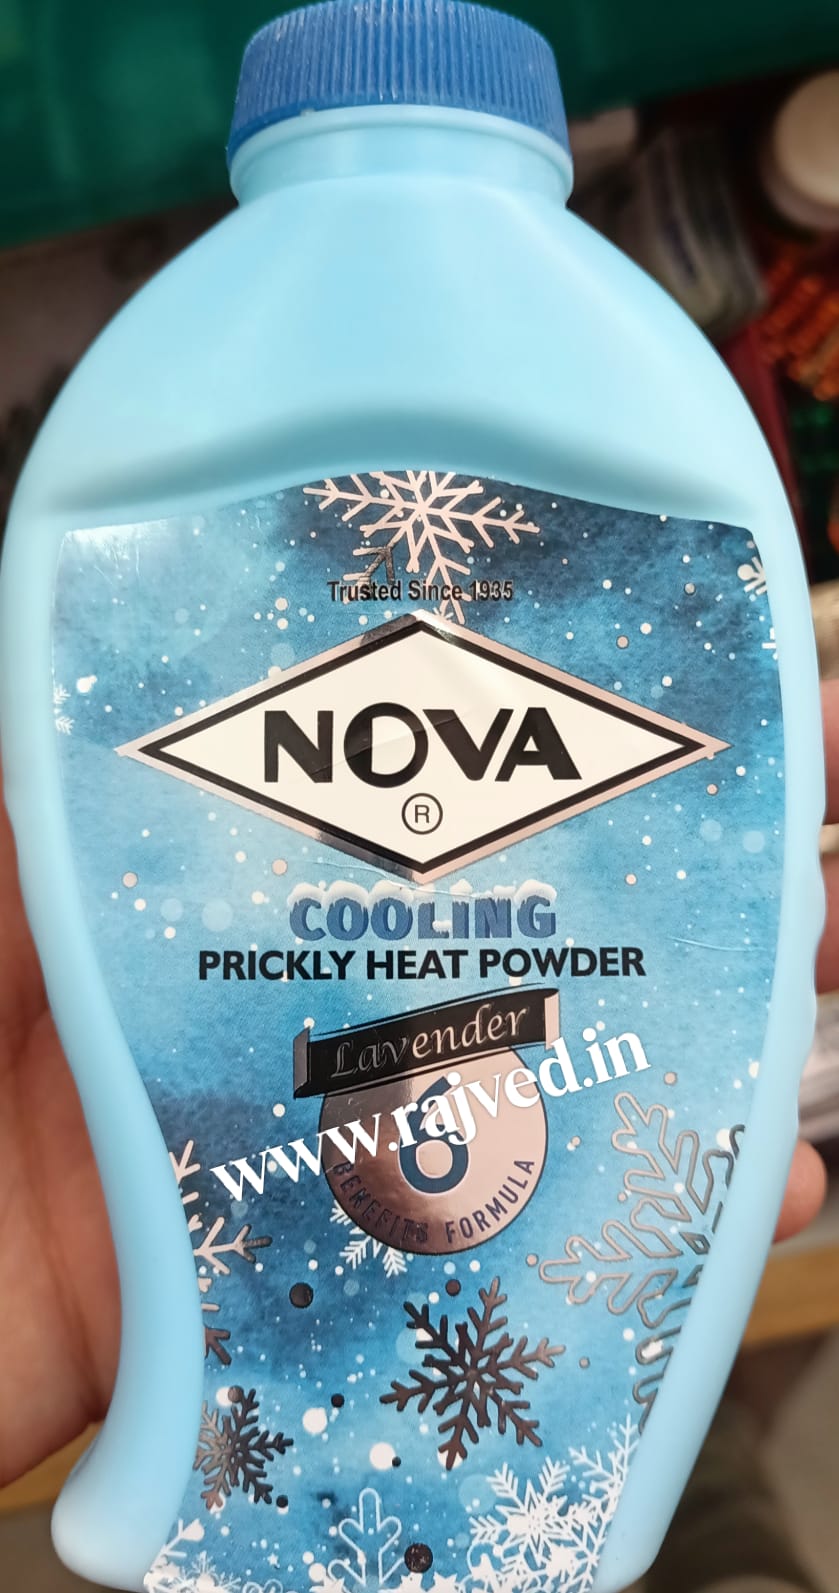 Trusted Since 1935
NOVA
®
COOLING
PRICKLY HEAT POWDER
Lavender
6
BENEFITS FORMULA
www.rajved.in